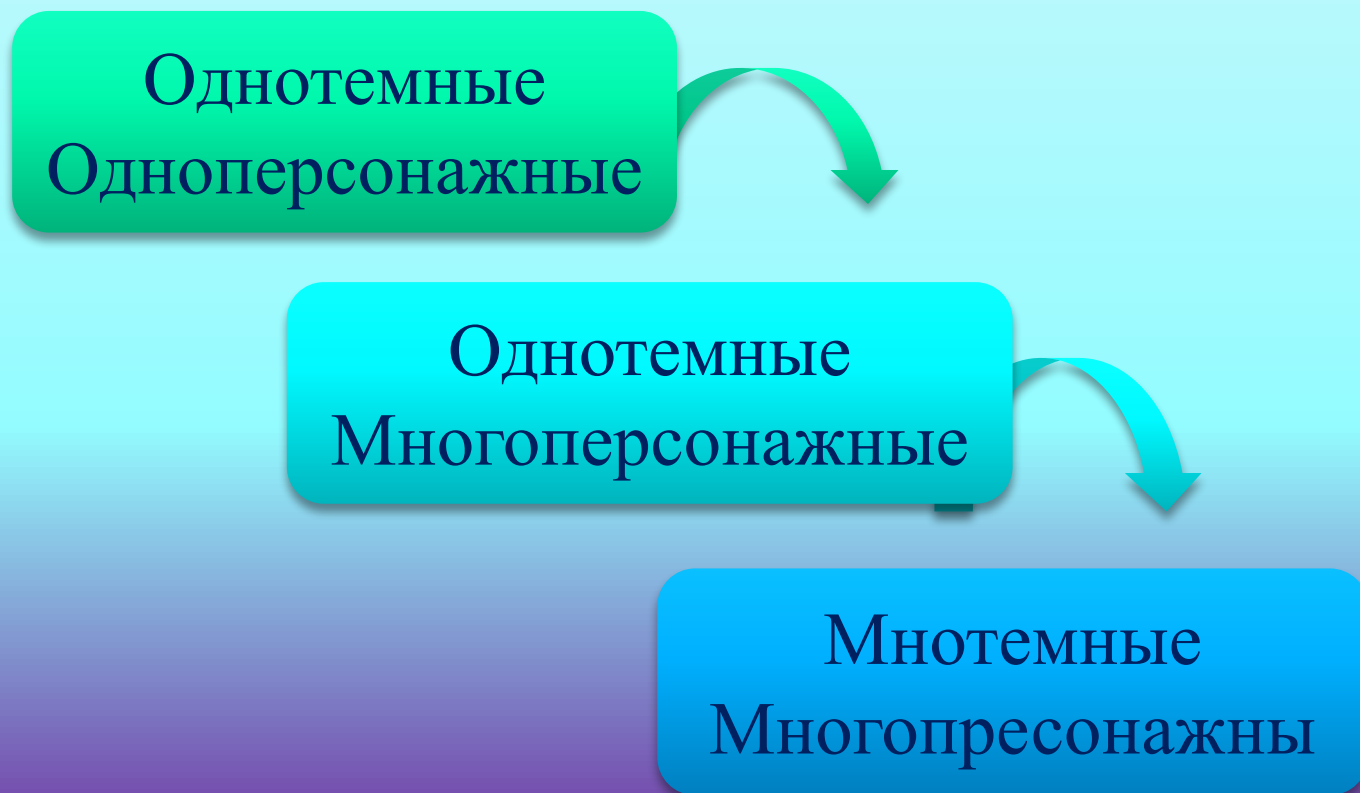 Однотемные
Одноперсонажные
Однотемные
Многоперсонажные
Мнотемные
Многопресонажны